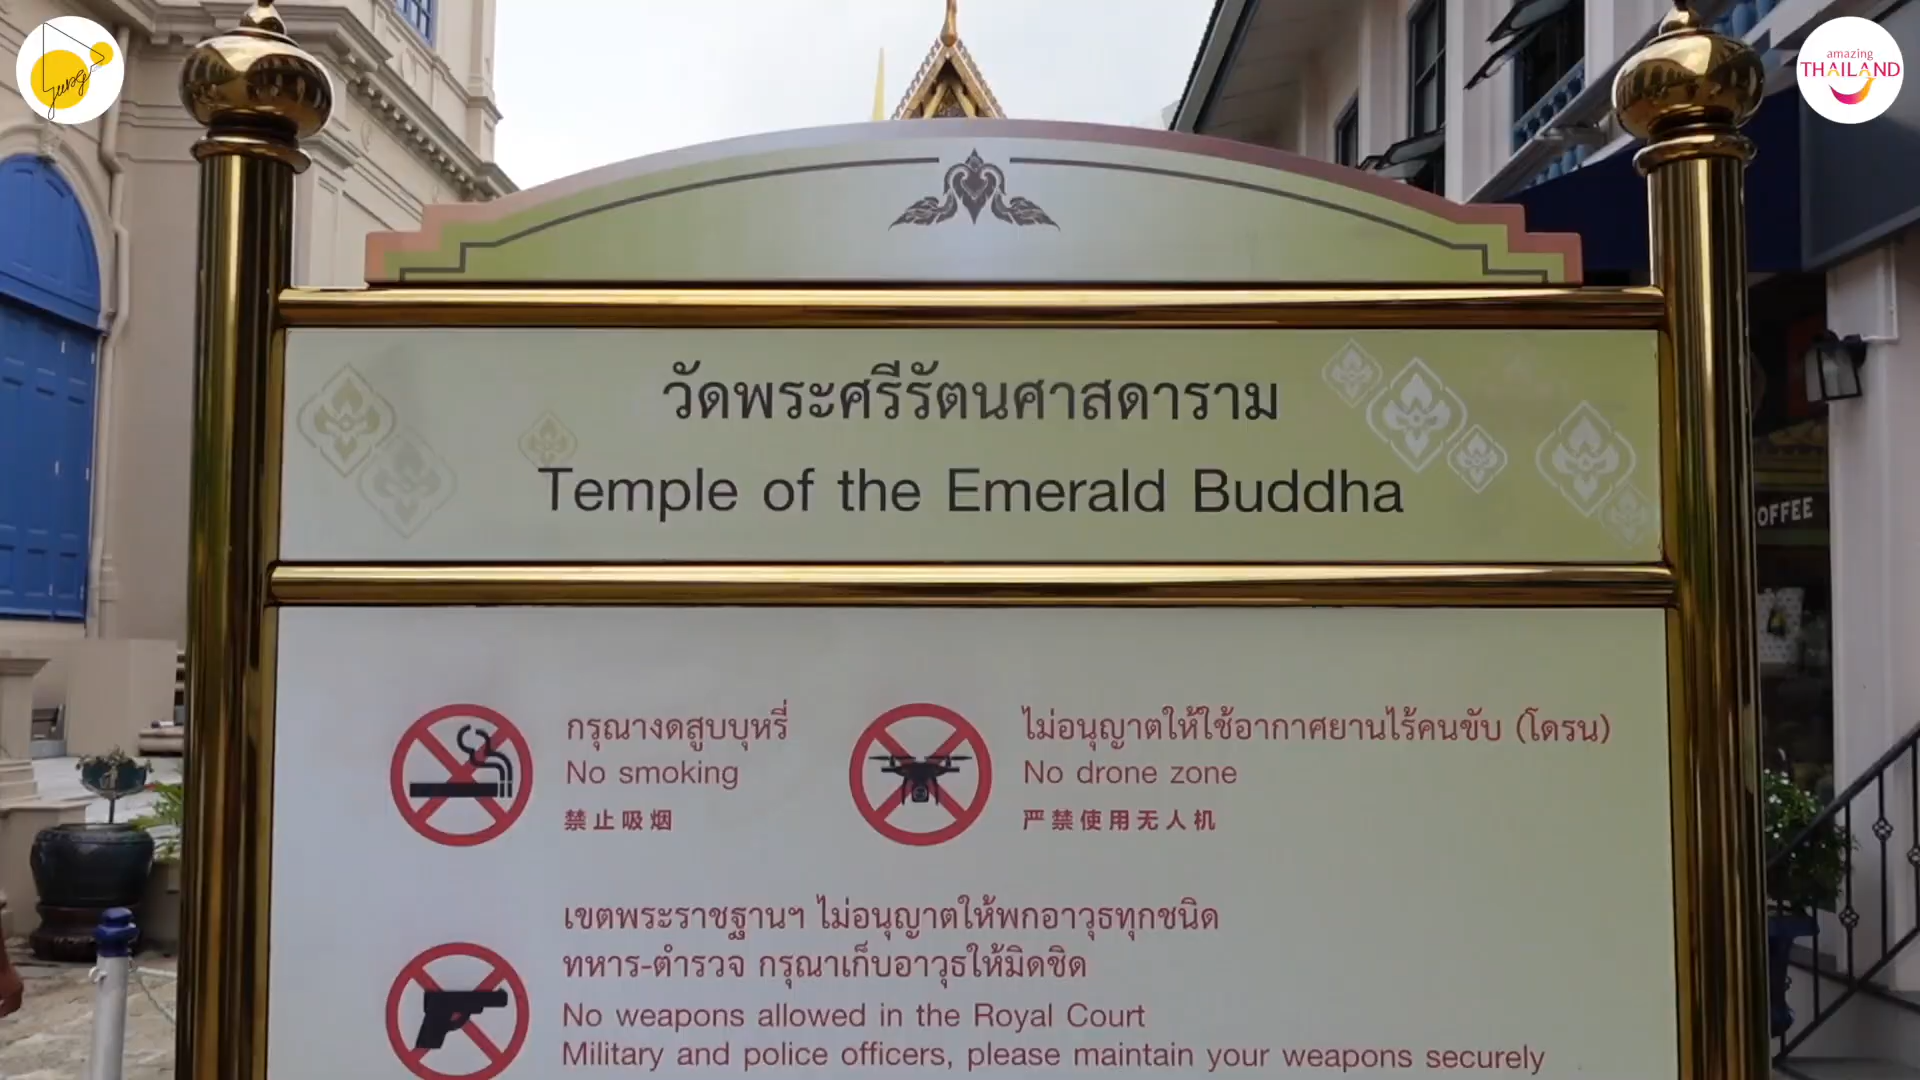 amazing
THAILAND
วัดพระศรีรัตนศาสดาราม
Temple of the Emerald Buddha
OFFEE
กรุณางดสูบบุหรี่
No smoking
禁止吸烟
ไม่อนุญาตให้ใช้อากาศยานไร้คนขับ (โดรน)
No drone zone
严禁使用无人机
เขตพระราชฐานฯ ไม่อนุญาตให้พกอาวุธทุกชนิด
ทหาร-ตำรวจ กรุณาเก็บอาวุธให้มิดชิด
No weapons allowed in the Royal Court
Military and police officers, please maintain your weapons securely